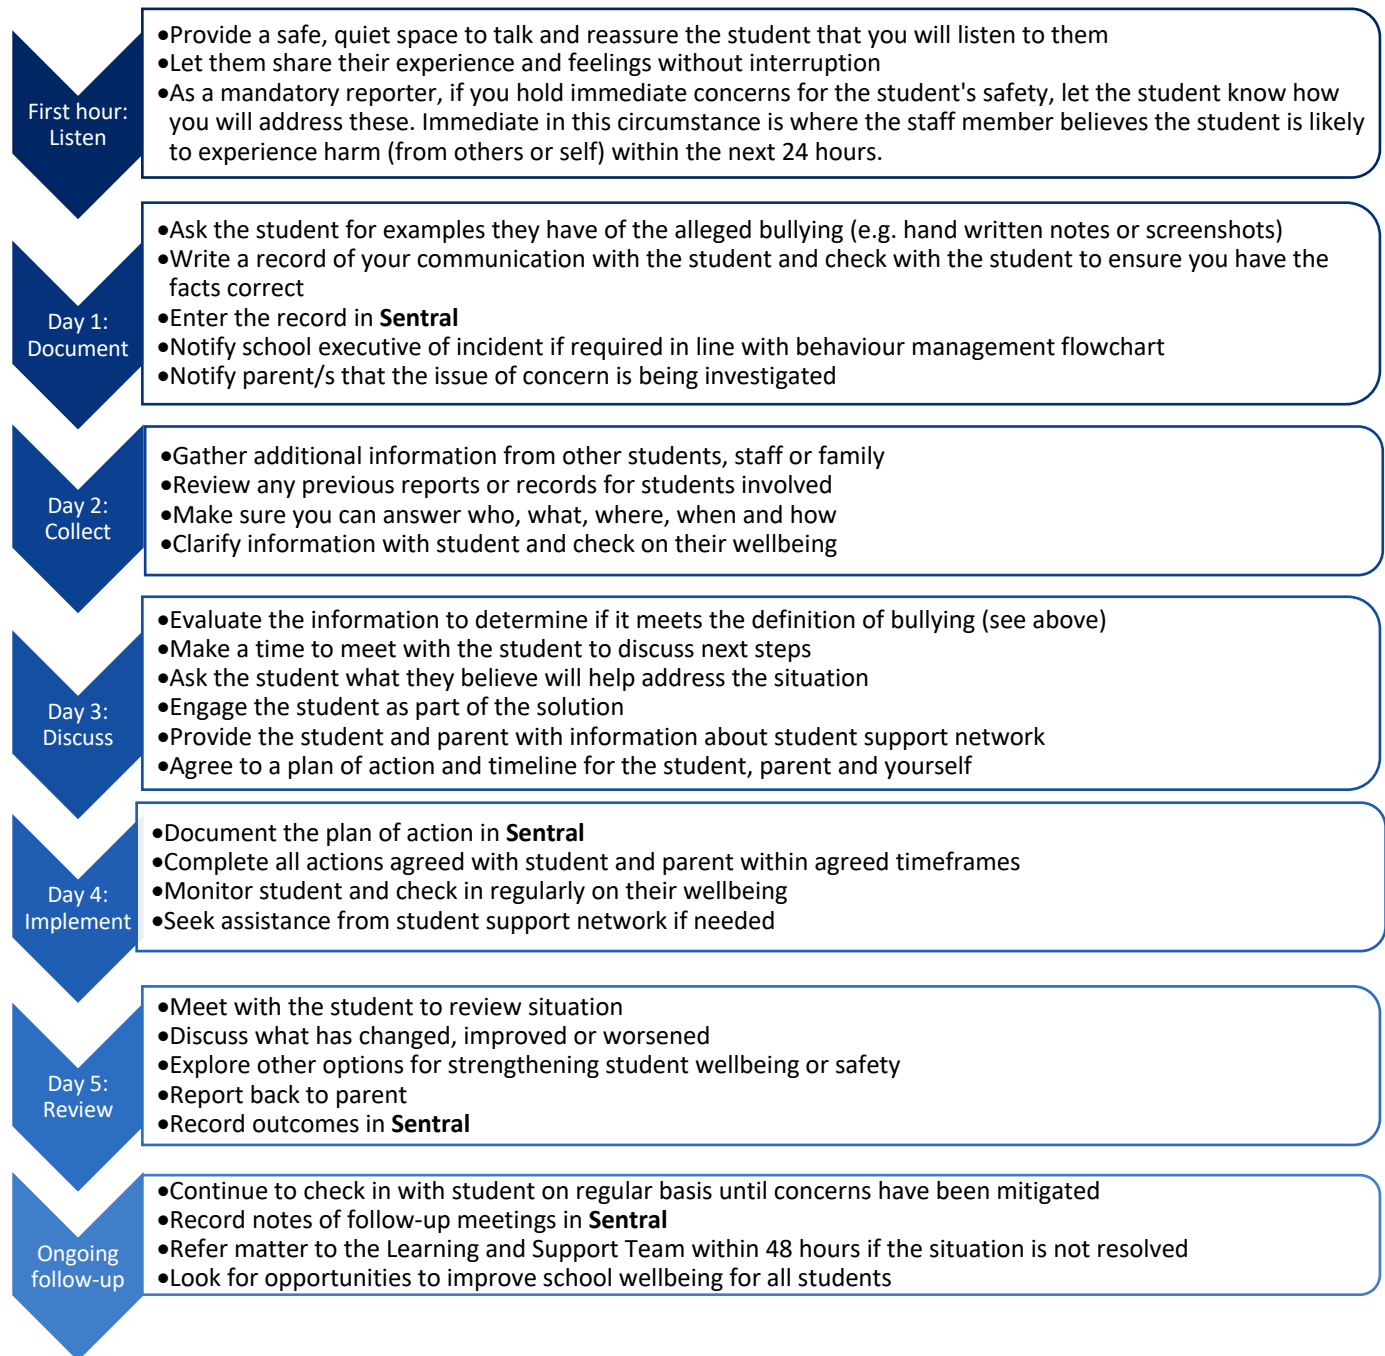 First hour:
Listen
•Provide a safe, quiet space to talk and reassure the student that you will listen to them
•Let them share their experience and feelings without interruption
•As a mandatory reporter, if you hold immediate concerns for the student's safety, let the student know how
you will address these. Immediate in this circumstance is where the staff member believes the student is likely
to experience harm (from others or self) within the next 24 hours.
Day 1:
Document
•Ask the student for examples they have of the alleged bullying (e.g. hand written notes or screenshots)
•Write a record of your communication with the student and check with the student to ensure you have the
facts correct
•Enter the record in Sentral
•Notify school executive of incident if required in line with behaviour management flowchart
•Notify parent/s that the issue of concern is being investigated
Day 2:
Collect
•Gather additional information from other students, staff or family
•Review any previous reports or records for students involved
•Make sure you can answer who, what, where, when and how
•Clarify information with student and check on their wellbeing
Day 3:
Discuss
•Evaluate the information to determine if it meets the definition of bullying (see above)
•Make a time to meet with the student to discuss next steps
•Ask the student what they believe will help address the situation
•Engage the student as part of the solution
•Provide the student and parent with information about student support network
•Agree to a plan of action and timeline for the student, parent and yourself
Day 4:
Implement
•Document the plan of action in Sentral
•Complete all actions agreed with student and parent within agreed timeframes
•Monitor student and check in regularly on their wellbeing
•Seek assistance from student support network if needed
Day 5:
Review
•Meet with the student to review situation
•Discuss what has changed, improved or worsened
•Explore other options for strengthening student wellbeing or safety
•Report back to parent
•Record outcomes in Sentral
Ongoing
follow-up
•Continue to check in with student on regular basis until concerns have been mitigated
•Record notes of follow-up meetings in Sentral
•Refer matter to the Learning and Support Team within 48 hours if the situation is not resolved
•Look for opportunities to improve school wellbeing for all students